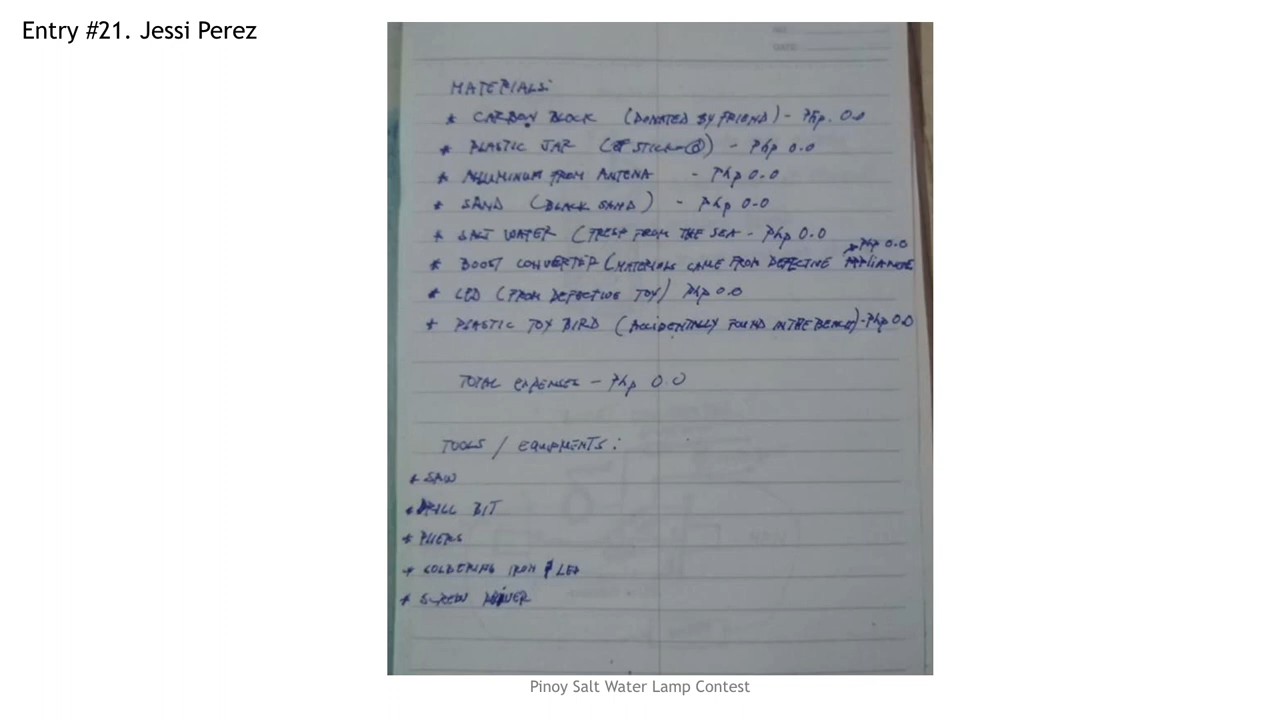 Entry #21. Jessi Perez
MATERIALS:
* CARBON BLOCK (DONATED BY FRIEND) - Php. 0.0
* PLASTIC JAR (OF STICK-O) - Php 0.0
* ALUMINUM FROM ANTENA - Php 0.0
* SAND (BLACK SAND) - Php 0.0
* SALT WATER (FRESH FROM THE SEA - Php 0.0
* BOOST CONVERTER (MATERIALS CAME FROM DEFECTIVE APPLIANCE
Php 0.0
* LED (FROM DEFECTIVE TOY) Php 0.0
* PLASTIC TOY BIRD (ACCIDENTALLY FOUND IN THE BEACH) - Php 0.0
TOTAL EXPENSES - Php 0.0
TOOLS / EQUIPMENTS:
* SAW
* DRILL BIT
* PLIERS
* SOLDERING IRON LED
* SCREW DRIVER
Pinoy Salt Water Lamp Contest